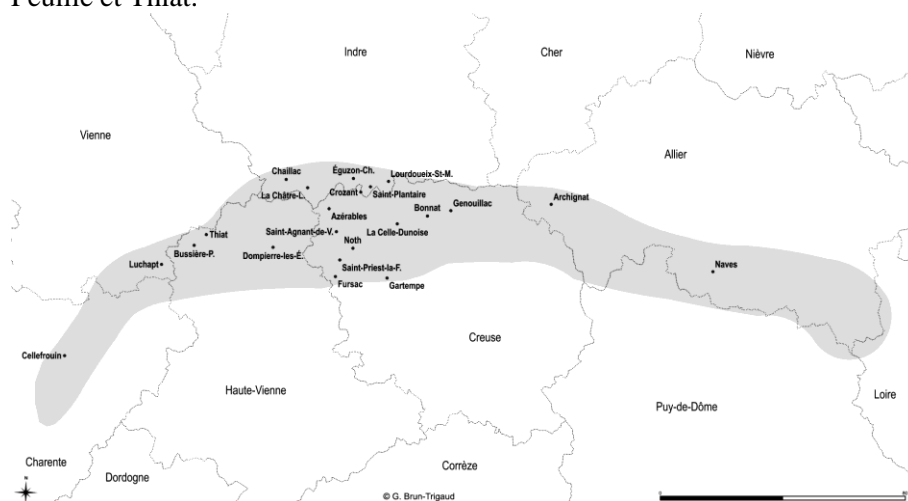 Feuille et Thiat.
Indre
Cher
Nièvre
Vienne
Allier
Chaillac
Éguzon-Ch.
Lourdoueix-St-M.
La Châtre-L.
Crozant
Saint-Plantaire
Archignat
Azérables
Bonnat
Genouillac
Thiat
Saint-Agnant-de-V.
La Celle-Dunoise
Bussière-P.
Dompierre-les-É.
Noth
Luchapt
Saint-Priest-la-F.
Naves
Fursac
Gartempe
Creuse
Cellefrouin
Haute-Vienne
Loire
Puy-de-Dôme
Charente
Dordogne
Corrèze
© G. Brun-Trigaud